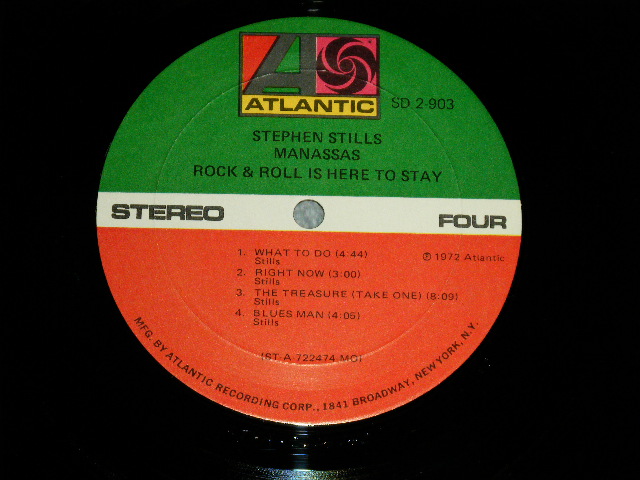 ATLANTIC
SD 2-903
STEPHEN STILLS
MANASSAS
ROCK & ROLL IS HERE TO STAY
STEREO
FOUR
1. WHAT TO DO (4:44)
Stills
℗ 1972 Atlantic
2. RIGHT NOW (3:00)
Stills
3. THE TREASURE (TAKE ONE) (8:09)
Stills
4. BLUES MAN (4:05)
Stills
(ST-A 722474 MO)
MFG. BY ATLANTIC RECORDING CORP., 1841 BROADWAY, NEW YORK, N.Y.